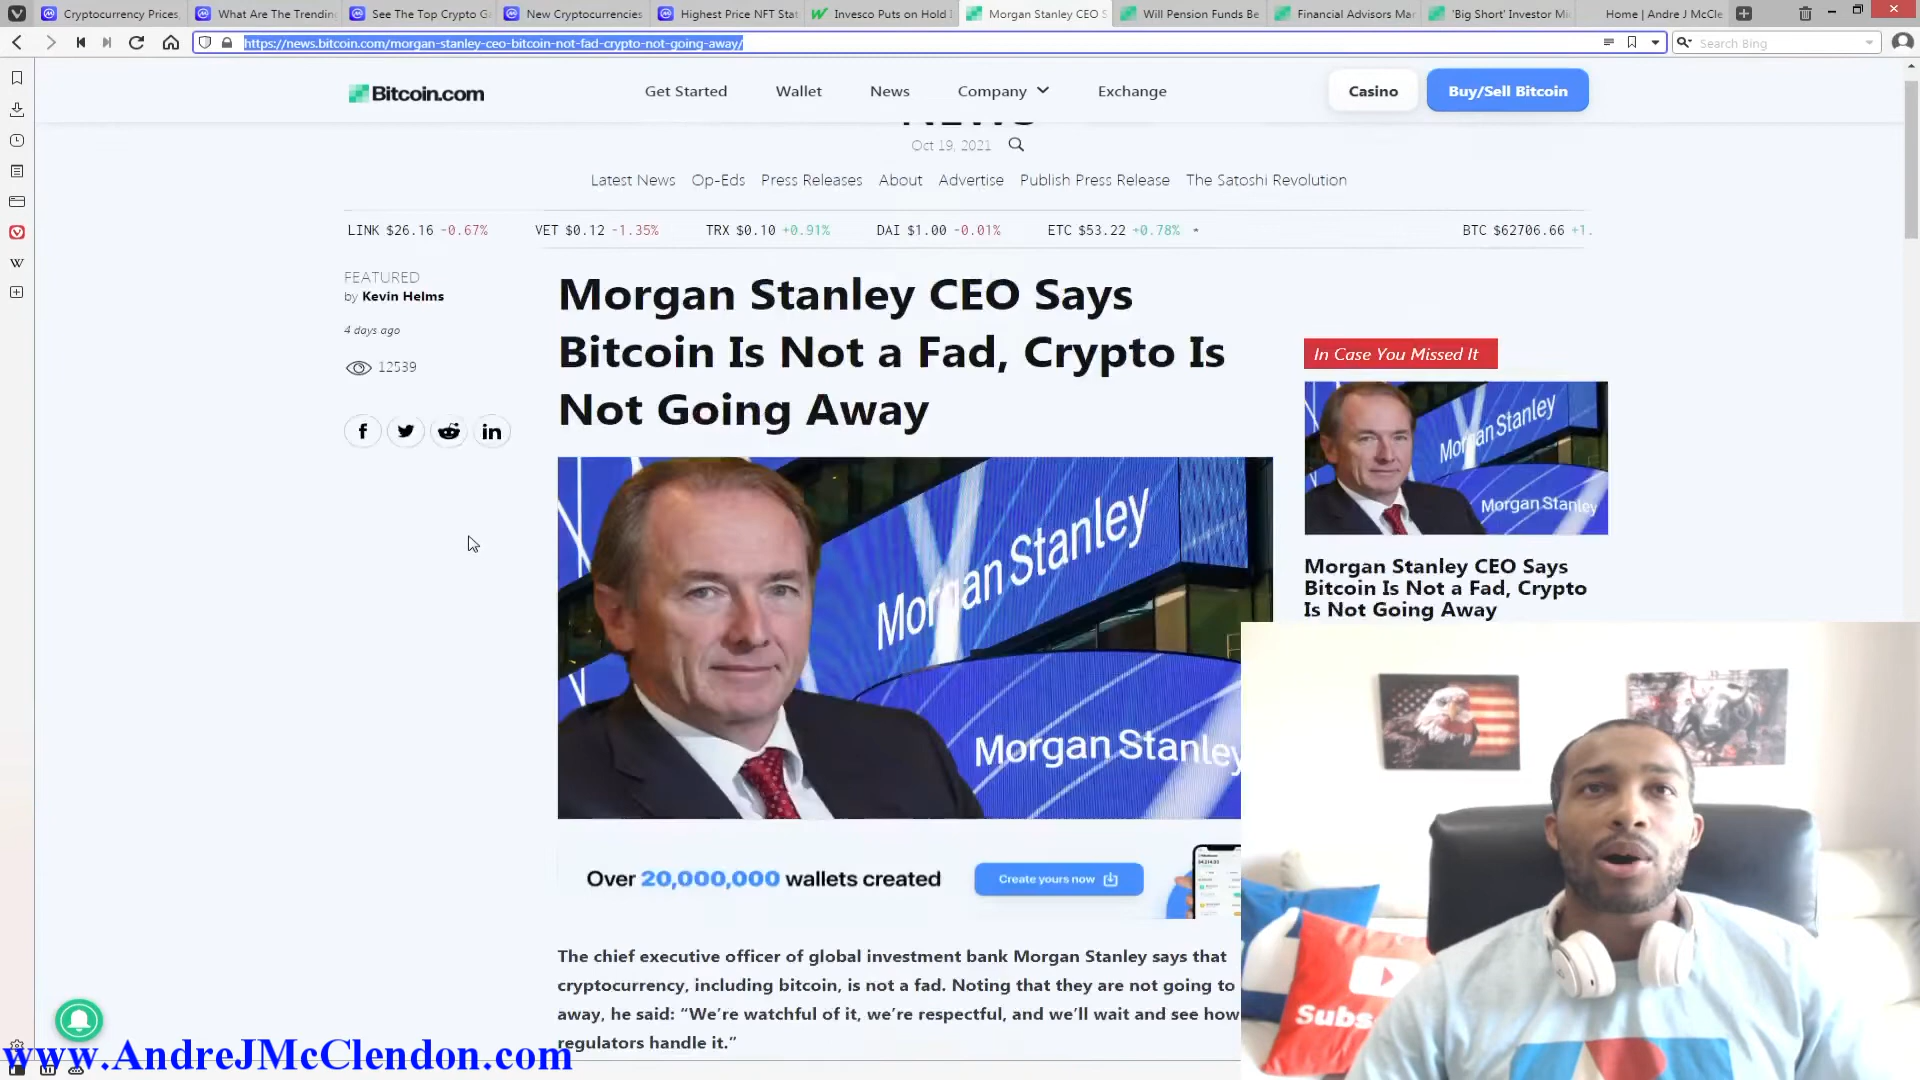 Cryptocurrency Prices,
What Are The Trending
See The Top Crypto G
New Cryptocurrencies
Highest Price NFT Stat
Invesco Puts on Hold
Morgan Stanley CEO S
Will Pension Funds Be
Financial Advisors Mar
'Big Short' Investor Mi
Home | Andre J McCle
https://news.bitcoin.com/morgan-stanley-ceo-bitcoin-not-fad-crypto-not-going-away/
Search Bing
Bitcoin.com
Get Started
Wallet
News
Company
Exchange
Casino
Buy/Sell Bitcoin
Oct 19, 2021
Latest News
Op-Eds
Press Releases
About
Advertise
Publish Press Release
The Satoshi Revolution
LINK $26.16 -0.67%
VET $0.12 -1.35%
TRX $0.10 +0.91%
DAI $1.00 -0.01%
ETC $53.22 +0.78%
BTC $62706.66 +1.
FEATURED
by Kevin Helms
4 days ago
12539
Morgan Stanley CEO Says
Bitcoin Is Not a Fad, Crypto Is
Not Going Away
Morgan Stanley
Morgan Stanley
In Case You Missed It
Morgan Stanley
Morgan Stanley
Morgan Stanley CEO Says
Bitcoin Is Not a Fad, Crypto
Is Not Going Away
Over 20,000,000 wallets created
Create yours now
The chief executive officer of global investment bank Morgan Stanley says that
cryptocurrency, including bitcoin, is not a fad. Noting that they are not going to
away, he said: “We’re watchful of it, we’re respectful, and we’ll wait and see how
regulators handle it.”
Subs
www.AndreJMcClendon.com